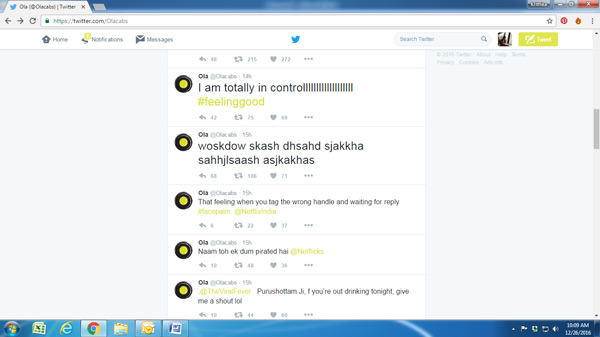 Ola (@Olacabs) | Twitter
https://twitter.com/Olacabs
Home Notifications Messages Search Twitter Tweet
48 215 272
© 2016 Twitter About Help Terms
Privacy Cookies Ads info
Ola @Olacabs · 14h
I am totally in controllllllllllllllllllll
#feelinggood
42 75 69
Ola @Olacabs · 15h
woskdow skash dhsahd sjakkha
sahhjlsaash asjkakhas
68 106 71
Ola @Olacabs · 15h
That feeling when you tag the wrong handle and waiting for reply
#facepalm @NetflixIndia
6 22 37
Ola @Olacabs · 15h
Naam toh ek dum pirated hai @Netflicks
10 48 36
Ola @Olacabs · 15h
.@TheViralFever Purushottam Ji, f you're out drinking tonight, give
me a shout lol
10 44 60
10:09 AM
12/26/2016